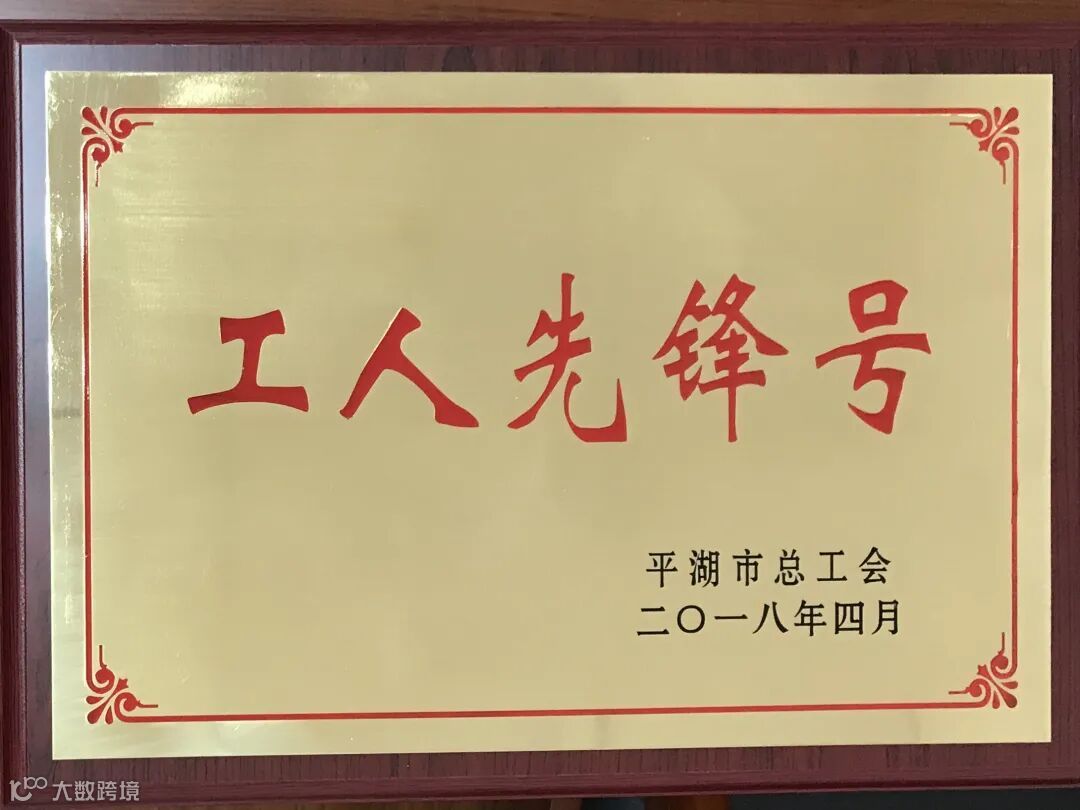 工人先锋号
平湖市总工会
二〇一八年四月
大数跨境